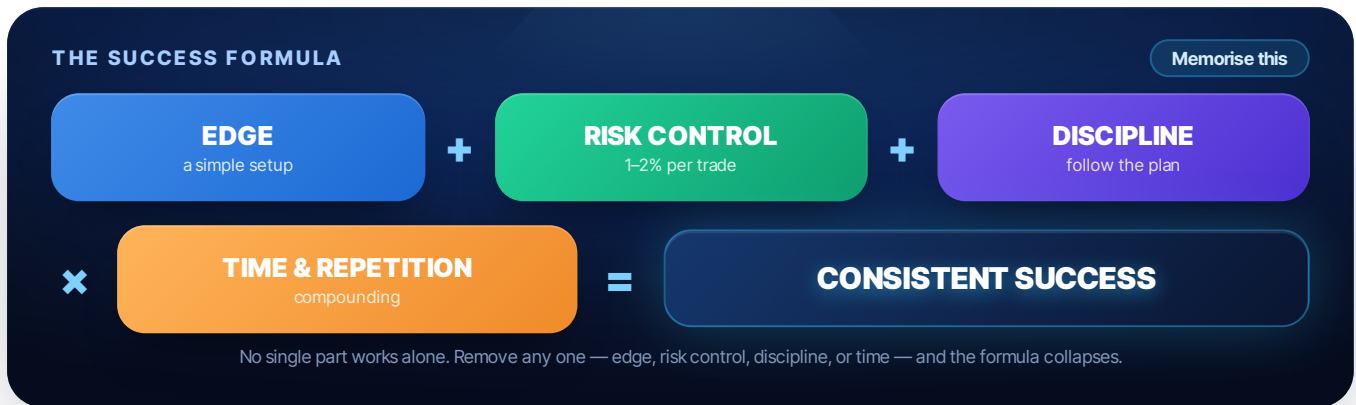 THE SUCCESS FORMULA
Memorise this
EDGE
a simple setup
+
RISK CONTROL
1–2% per trade
+
DISCIPLINE
follow the plan
×
TIME & REPETITION
compounding
=
CONSISTENT SUCCESS
No single part works alone. Remove any one — edge, risk control, discipline, or time — and the formula collapses.